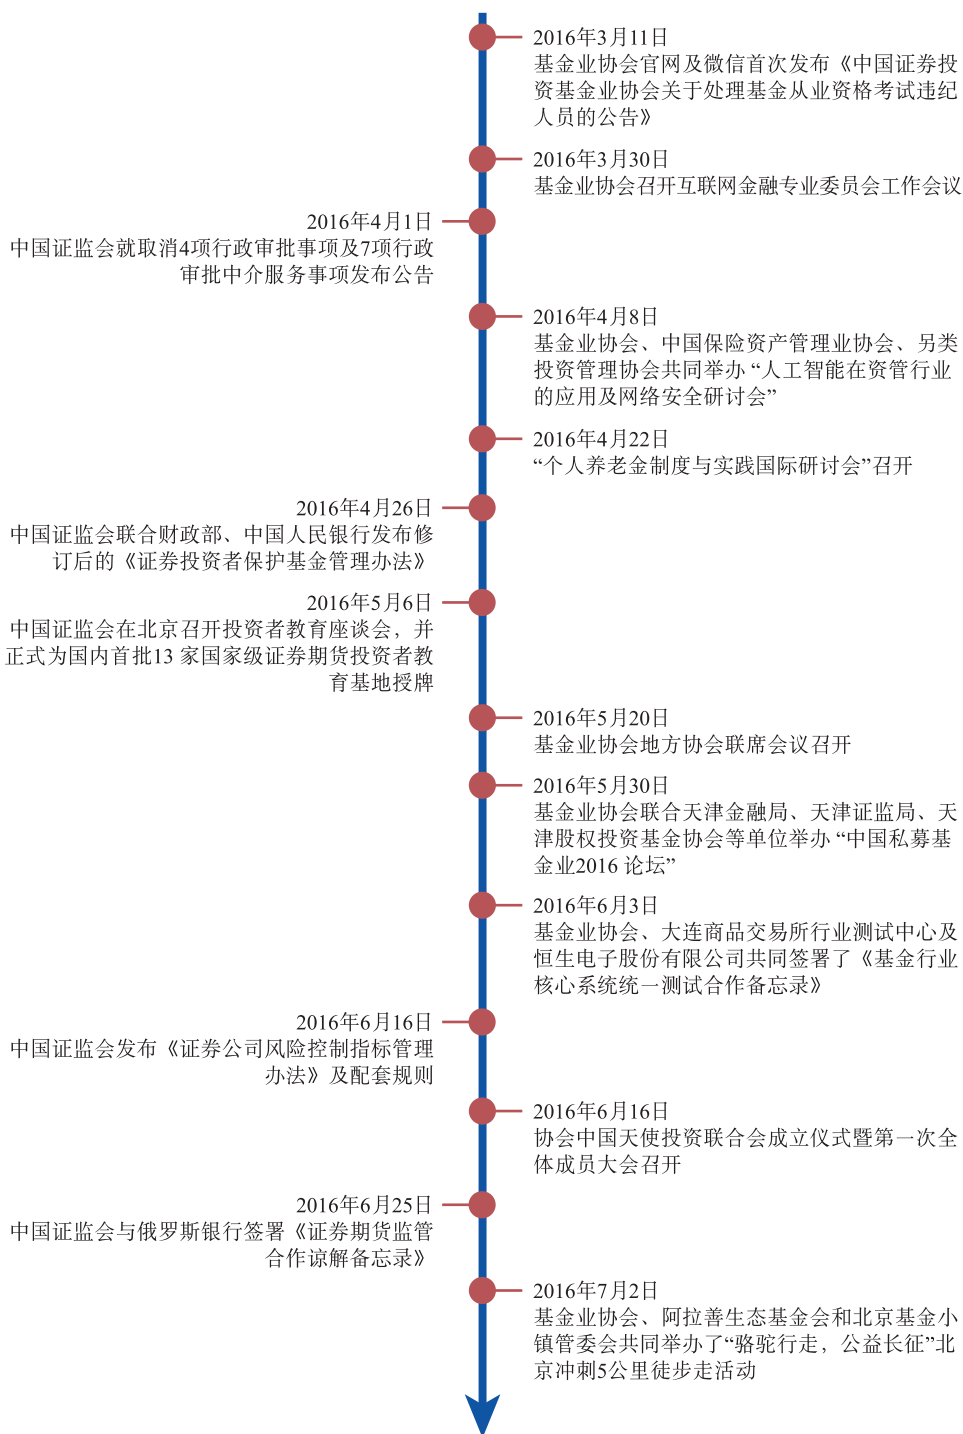 2016年3月11日
基金业协会官网及微信首次发布《中国证券投
资基金业协会关于处理基金从业资格考试违纪
人员的公告》
2016年3月30日
基金业协会召开互联网金融专业委员会工作会议
2016年4月1日
中国证监会就取消4项行政审批事项及7项行政
审批中介服务事项发布公告
2016年4月8日
基金业协会、中国保险资产管理业协会、另类
投资管理协会共同举办 “人工智能在资管行业
的应用及网络安全研讨会”
2016年4月22日
“个人养老金制度与实践国际研讨会”召开
2016年4月26日
中国证监会联合财政部、中国人民银行发布修
订后的《证券投资者保护基金管理办法》
2016年5月6日
中国证监会在北京召开投资者教育座谈会，并
正式为国内首批13 家国家级证券期货投资者教
育基地授牌
2016年5月20日
基金业协会地方协会联席会议召开
2016年5月30日
基金业协会联合天津金融局、天津证监局、天
津股权投资基金协会等单位举办 “中国私募基
金业2016 论坛”
2016年6月3日
基金业协会、大连商品交易所行业测试中心及
恒生电子股份有限公司共同签署了《基金行业
核心系统统一测试合作备忘录》
2016年6月16日
中国证监会发布《证券公司风险控制指标管理
办法》及配套规则
2016年6月16日
协会中国天使投资联合会成立仪式暨第一次全
体成员大会召开
2016年6月25日
中国证监会与俄罗斯银行签署《证券期货监管
合作谅解备忘录》
2016年7月2日
基金业协会、阿拉善生态基金会和北京基金小
镇管委会共同举办了“骆驼行走，公益长征”北
京冲刺5公里徒步走活动